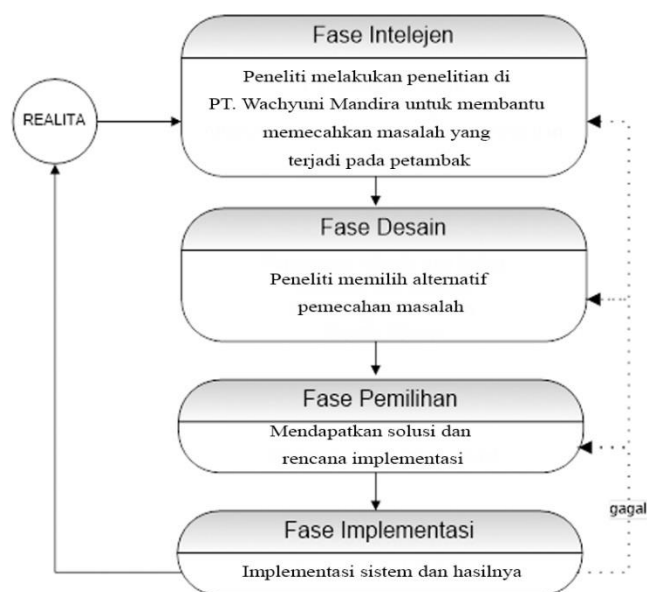 Fase Intelejen
Peneliti melakukan penelitian di
PT. Wachyuni Mandira untuk membantu
memecahkan masalah yang
terjadi pada petambak
REALITA
Fase Desain
Peneliti memilih alternatif
pemecahan masalah
Fase Pemilihan
Mendapatkan solusi dan
rencana implementasi
gagal
Fase Implementasi
Implementasi sistem dan hasilnya